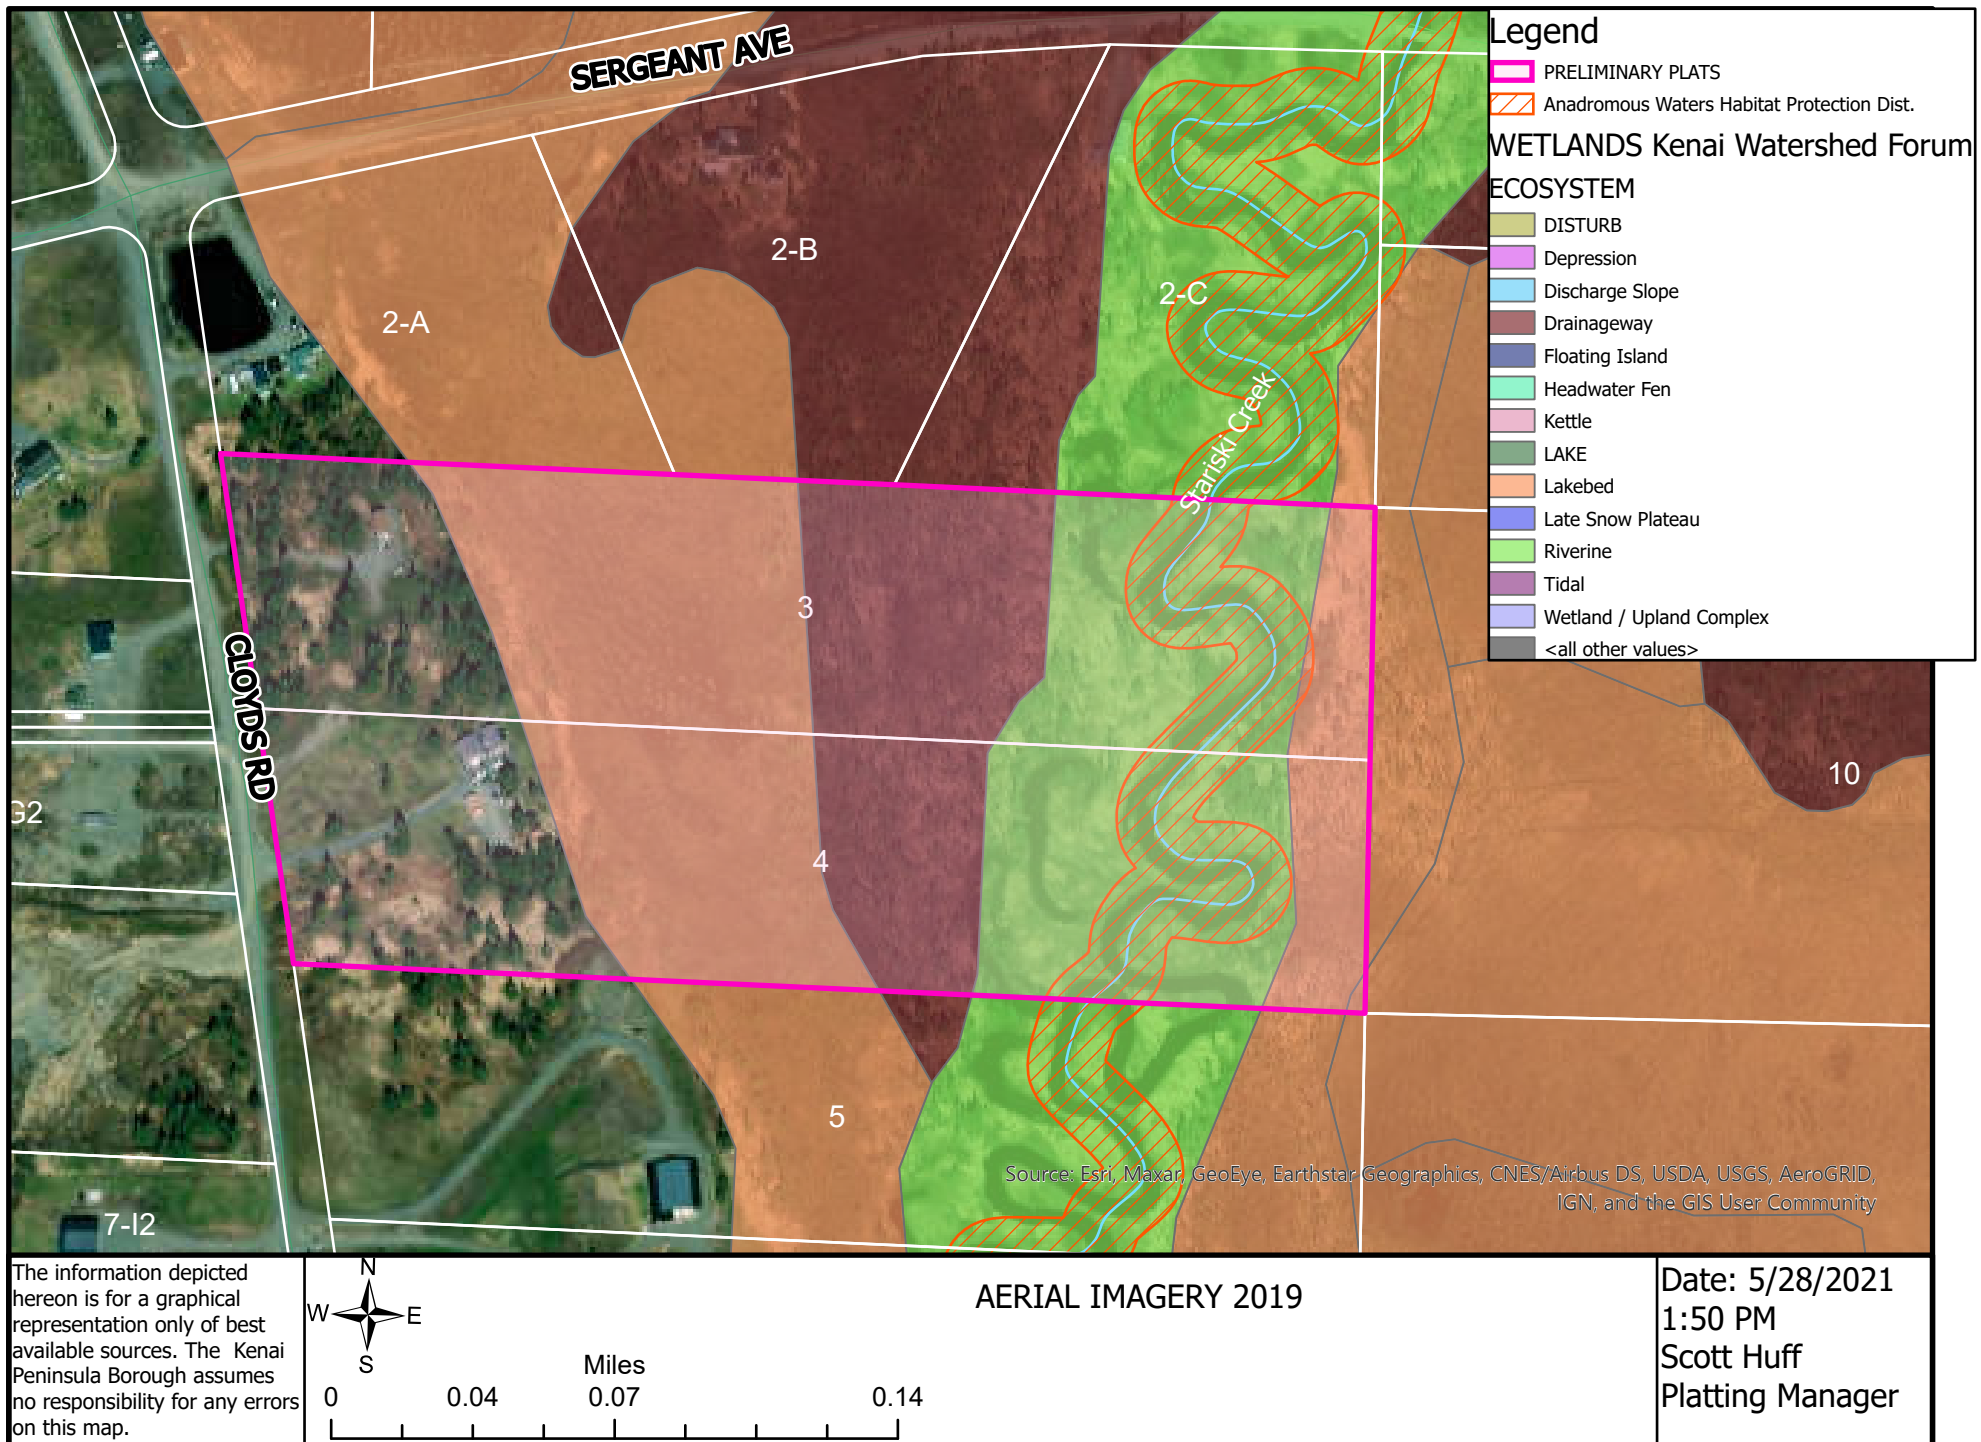 SERGEANT AVE
2-B
2-A
2-C
Stariski Creek
3
CLOYDS RD
4
10
G2
5
7-I2
Source: Esri, Maxar, GeoEye, Earthstar Geographics, CNES/Airbus DS, USDA, USGS, AeroGRID,
IGN, and the GIS User Community
Legend
PRELIMINARY PLATS
Anadromous Waters Habitat Protection Dist.
WETLANDS Kenai Watershed Forum
ECOSYSTEM
DISTURB
Depression
Discharge Slope
Drainageway
Floating Island
Headwater Fen
Kettle
LAKE
Lakebed
Late Snow Plateau
Riverine
Tidal
Wetland / Upland Complex
<all other values>
The information depicted
hereon is for a graphical
representation only of best
available sources. The Kenai
Peninsula Borough assumes
no responsibility for any errors
on this map.
N
W E
S
Miles
0 0.04 0.07 0.14
AERIAL IMAGERY 2019
Date: 5/28/2021
1:50 PM
Scott Huff
Platting Manager